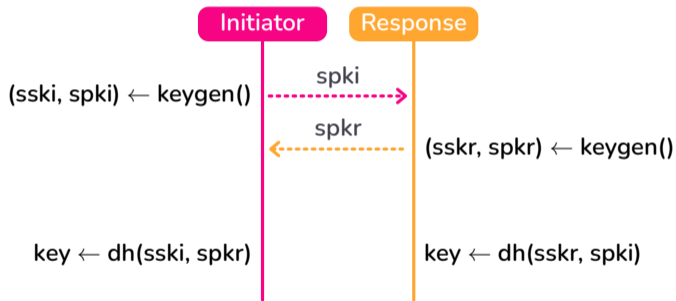 Initiator
Response
spki
(sski, spki) ← keygen()
spkr
(sskr, spkr) ← keygen()
key ← dh(sski, spkr)
key ← dh(sskr, spki)